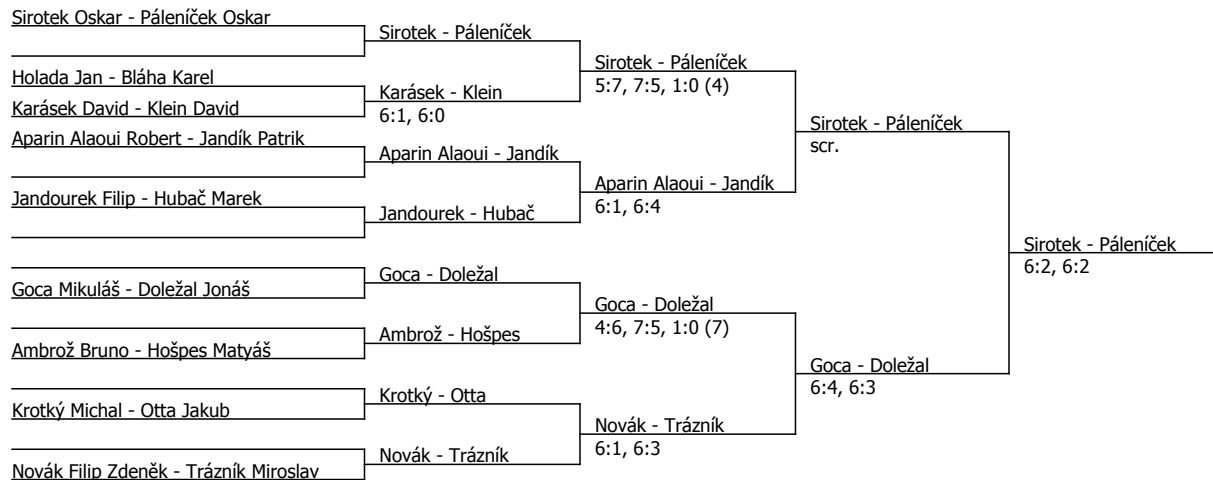 Sirotek Oskar - Páleníček Oskar
Holada Jan - Bláha Karel
Karásek David - Klein David
Aparin Alaoui Robert - Jandík Patrik
Jandourek Filip - Hubač Marek
Goca Mikuláš - Doležal Jonáš
Ambrož Bruno - Hošpes Matyáš
Krotký Michal - Otta Jakub
Novák Filip Zdeněk - Trázník Miroslav
Sirotek - Páleníček
Karásek - Klein
6:1, 6:0
Aparin Alaoui - Jandík
Jandourek - Hubač
Goca - Doležal
Ambrož - Hošpes
Krotký - Otta
Novák - Trázník
Sirotek - Páleníček
5:7, 7:5, 1:0 (4)
Aparin Alaoui - Jandík
6:1, 6:4
Goca - Doležal
4:6, 7:5, 1:0 (7)
Novák - Trázník
6:1, 6:3
Sirotek - Páleníček
scr.
Goca - Doležal
6:4, 6:3
Sirotek - Páleníček
6:2, 6:2